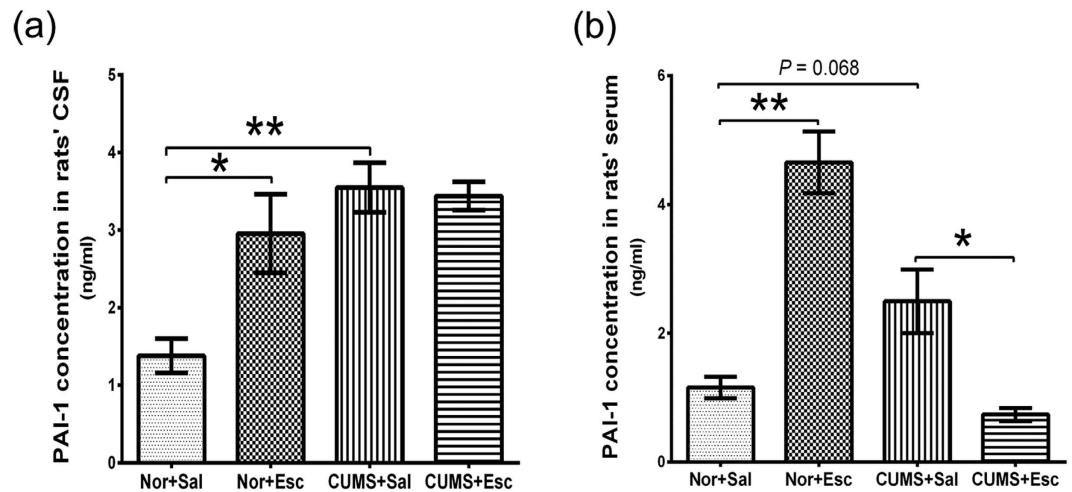 (a)
PAI-1 concentration in rats' CSF
(ng/ml)
5
4
3
2
1
0
**
*
Nor+Sal Nor+Esc CUMS+Sal CUMS+Esc
(b)
PAI-1 concentration in rats' serum
(ng/ml)
6
4
2
0
P = 0.068
**
*
Nor+Sal Nor+Esc CUMS+Sal CUMS+Esc